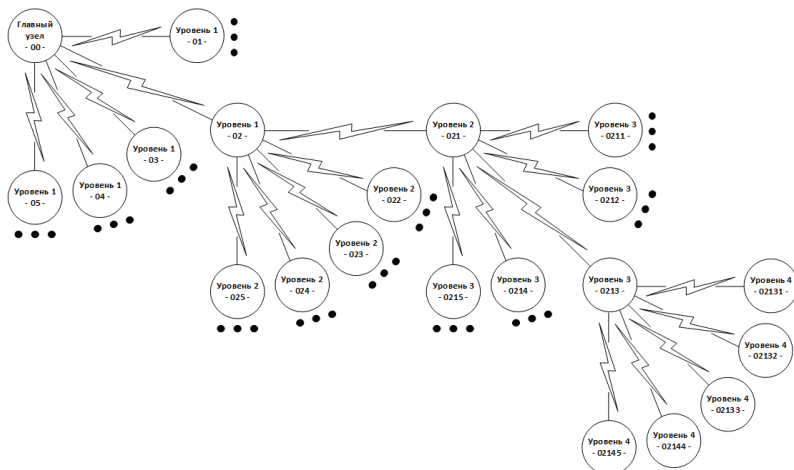 Главный
узел
- 00 -
Уровень 1
- 01 -
Уровень 1
- 02 -
Уровень 1
- 03 -
Уровень 1
- 04 -
Уровень 1
- 05 -
Уровень 2
- 021 -
Уровень 2
- 022 -
Уровень 2
- 023 -
Уровень 2
- 024 -
Уровень 2
- 025 -
Уровень 3
- 0211 -
Уровень 3
- 0212 -
Уровень 3
- 0213 -
Уровень 3
- 0214 -
Уровень 3
- 0215 -
Уровень 4
- 02131 -
Уровень 4
- 02132 -
Уровень 4
- 02133 -
Уровень 4
- 02144 -
Уровень 4
- 02145 -